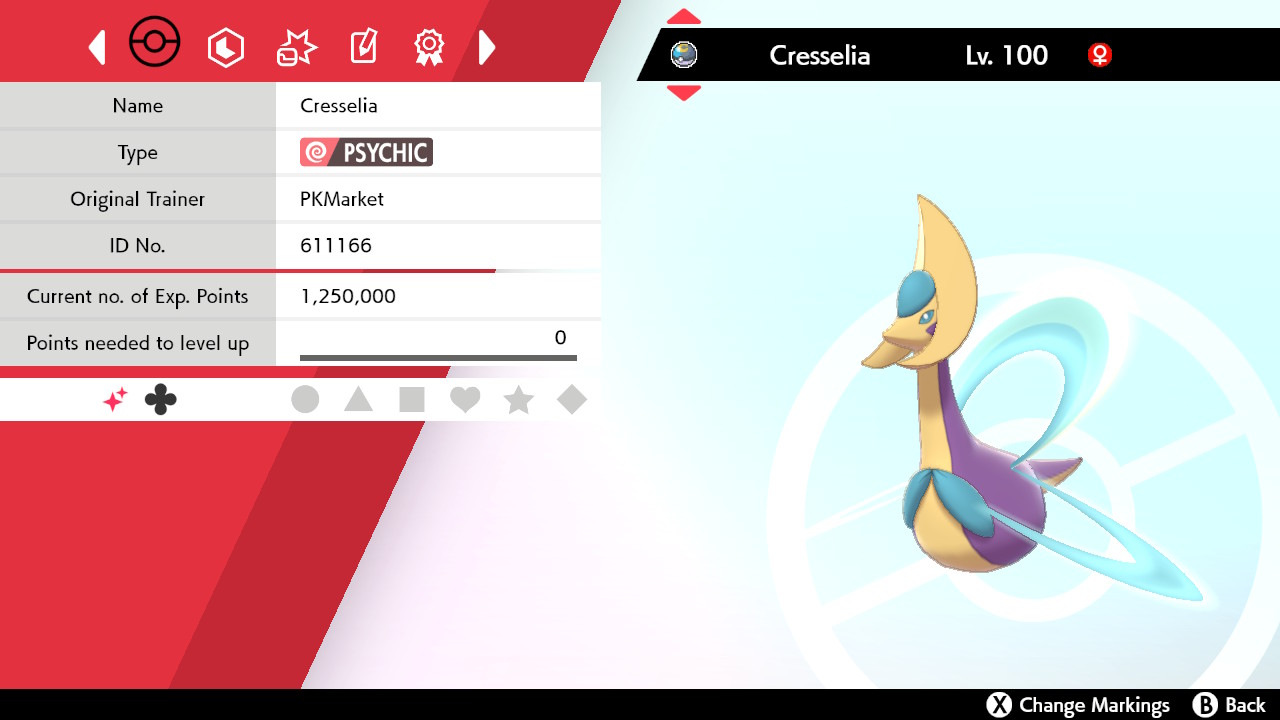 Cresselia Lv. 100
Name Cresselia
Type PSYCHIC
Original Trainer PKMarket
ID No. 611166
Current no. of Exp. Points 1,250,000
Points needed to level up 0
X Change Markings B Back